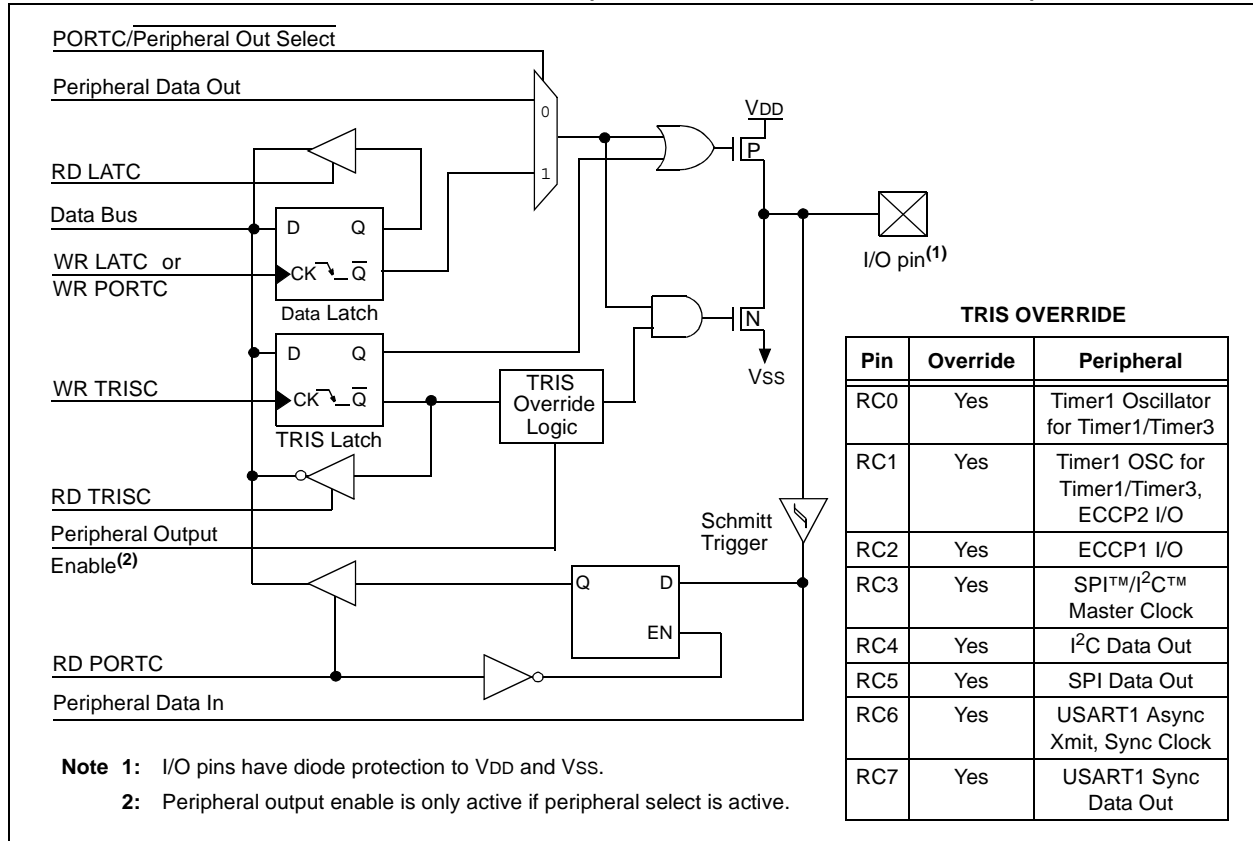 PORTC/Peripheral Out Select
Peripheral Data Out
VDD
0
P
RD LATC
1
Data Bus
D Q
I/O pin(1)
WR LATC or
WR PORTC
CK Q
Data Latch
N
TRIS OVERRIDE
D Q
VSS
WR TRISC
CK Q
TRIS Latch
TRIS
Override
Logic
RD TRISC
Peripheral Output
Enable(2)
Schmitt
Trigger
Q D
EN
RD PORTC
Peripheral Data In
Pin Override Peripheral
RC0 Yes Timer1 Oscillator
for Timer1/Timer3
RC1 Yes Timer1 OSC for
Timer1/Timer3,
ECCP2 I/O
RC2 Yes ECCP1 I/O
RC3 Yes SPI™/I2C™
Master Clock
RC4 Yes I2C Data Out
RC5 Yes SPI Data Out
RC6 Yes USART1 Async
Xmit, Sync Clock
RC7 Yes USART1 Sync
Data Out
Note 1: I/O pins have diode protection to VDD and VSS.
2: Peripheral output enable is only active if peripheral select is active.